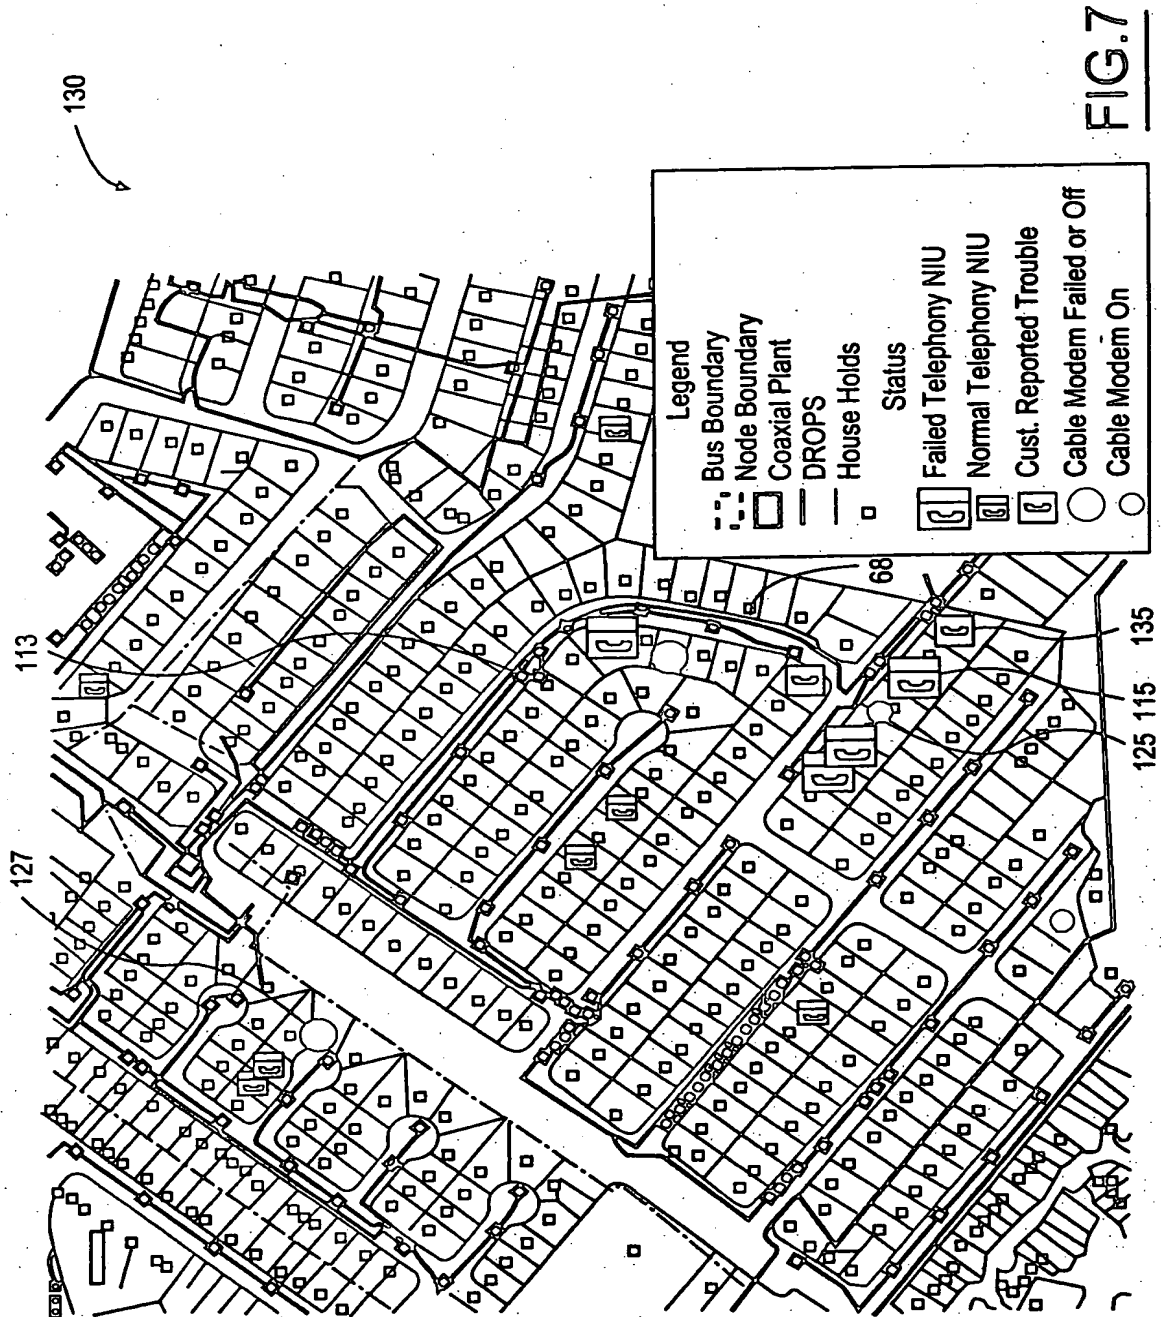 FIG.7
130
113
127
68
135
115
125
Legend
Bus Boundary
Node Boundary
Coaxial Plant
DROPS
House Holds
Status
Failed Telephony NIU
Normal Telephony NIU
Cust. Reported Trouble
Cable Modem Failed or Off
Cable Modem On